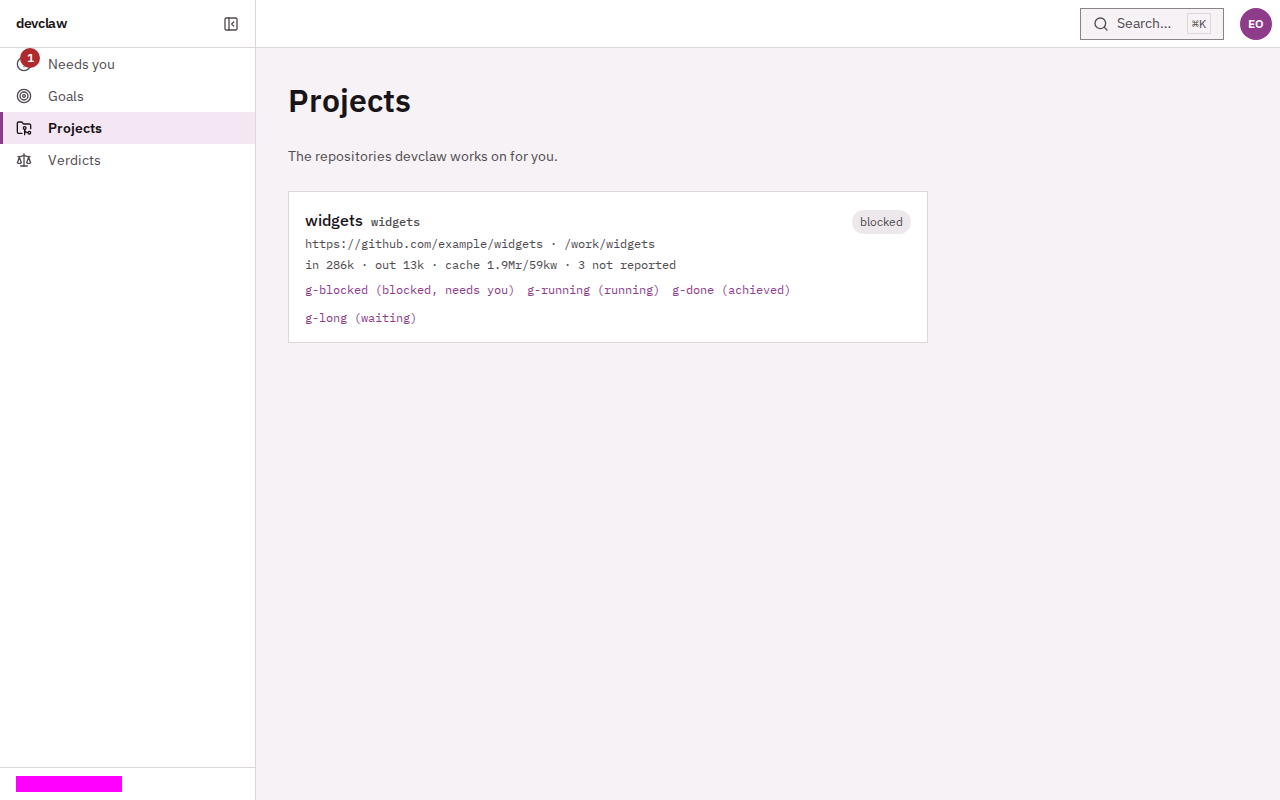 devclaw
Search... ⌘K
EO
1
Needs you
Goals
Projects
Verdicts
Projects
The repositories devclaw works on for you.
widgets widgets
blocked
https://github.com/example/widgets · /work/widgets
in 286k · out 13k · cache 1.9Mr/59kw · 3 not reported
g-blocked (blocked, needs you) g-running (running) g-done (achieved)
g-long (waiting)